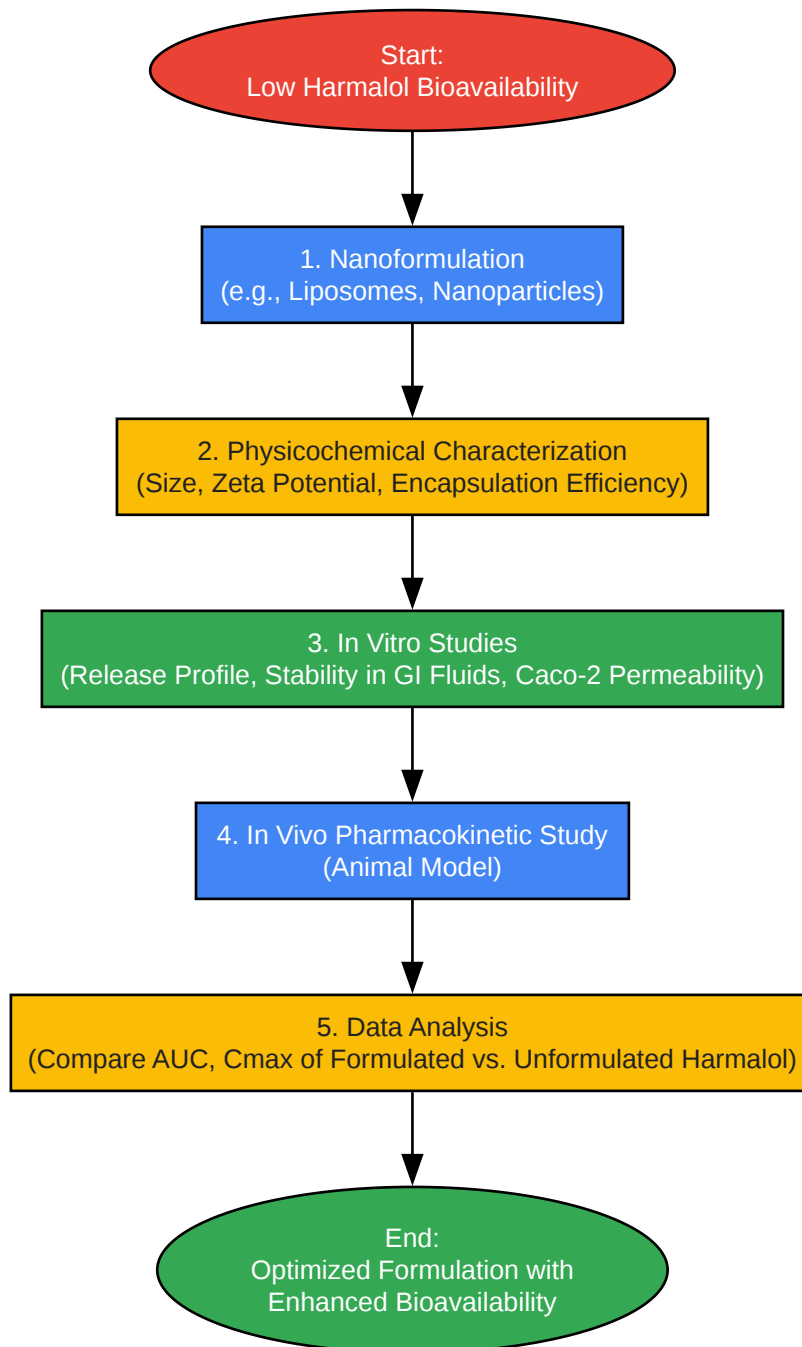 Start:
Low Harmalol Bioavailability
1. Nanoformulation
(e.g., Liposomes, Nanoparticles)
2. Physicochemical Characterization
(Size, Zeta Potential, Encapsulation Efficiency)
3. In Vitro Studies
(Release Profile, Stability in GI Fluids, Caco-2 Permeability)
4. In Vivo Pharmacokinetic Study
(Animal Model)
5. Data Analysis
(Compare AUC, Cmax of Formulated vs. Unformulated Harmalol)
End:
Optimized Formulation with
Enhanced Bioavailability